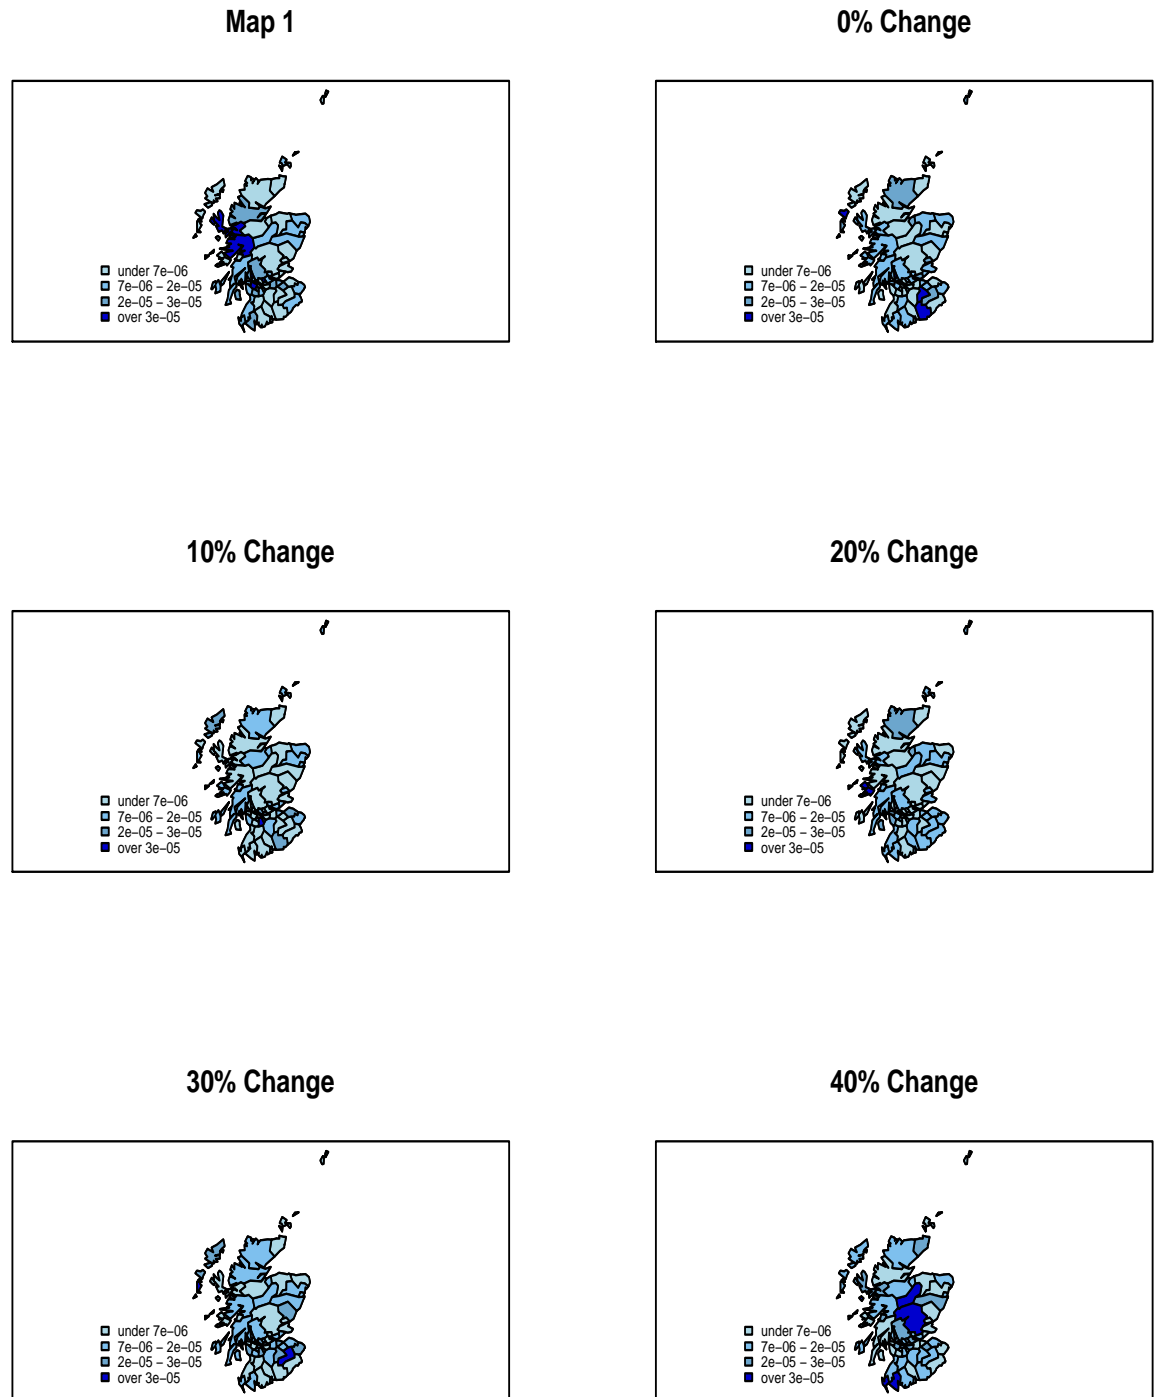 Map 1
under 7e−06
7e−06 − 2e−05
2e−05 − 3e−05
over 3e−05
0% Change
under 7e−06
7e−06 − 2e−05
2e−05 − 3e−05
over 3e−05
10% Change
under 7e−06
7e−06 − 2e−05
2e−05 − 3e−05
over 3e−05
20% Change
under 7e−06
7e−06 − 2e−05
2e−05 − 3e−05
over 3e−05
30% Change
under 7e−06
7e−06 − 2e−05
2e−05 − 3e−05
over 3e−05
40% Change
under 7e−06
7e−06 − 2e−05
2e−05 − 3e−05
over 3e−05